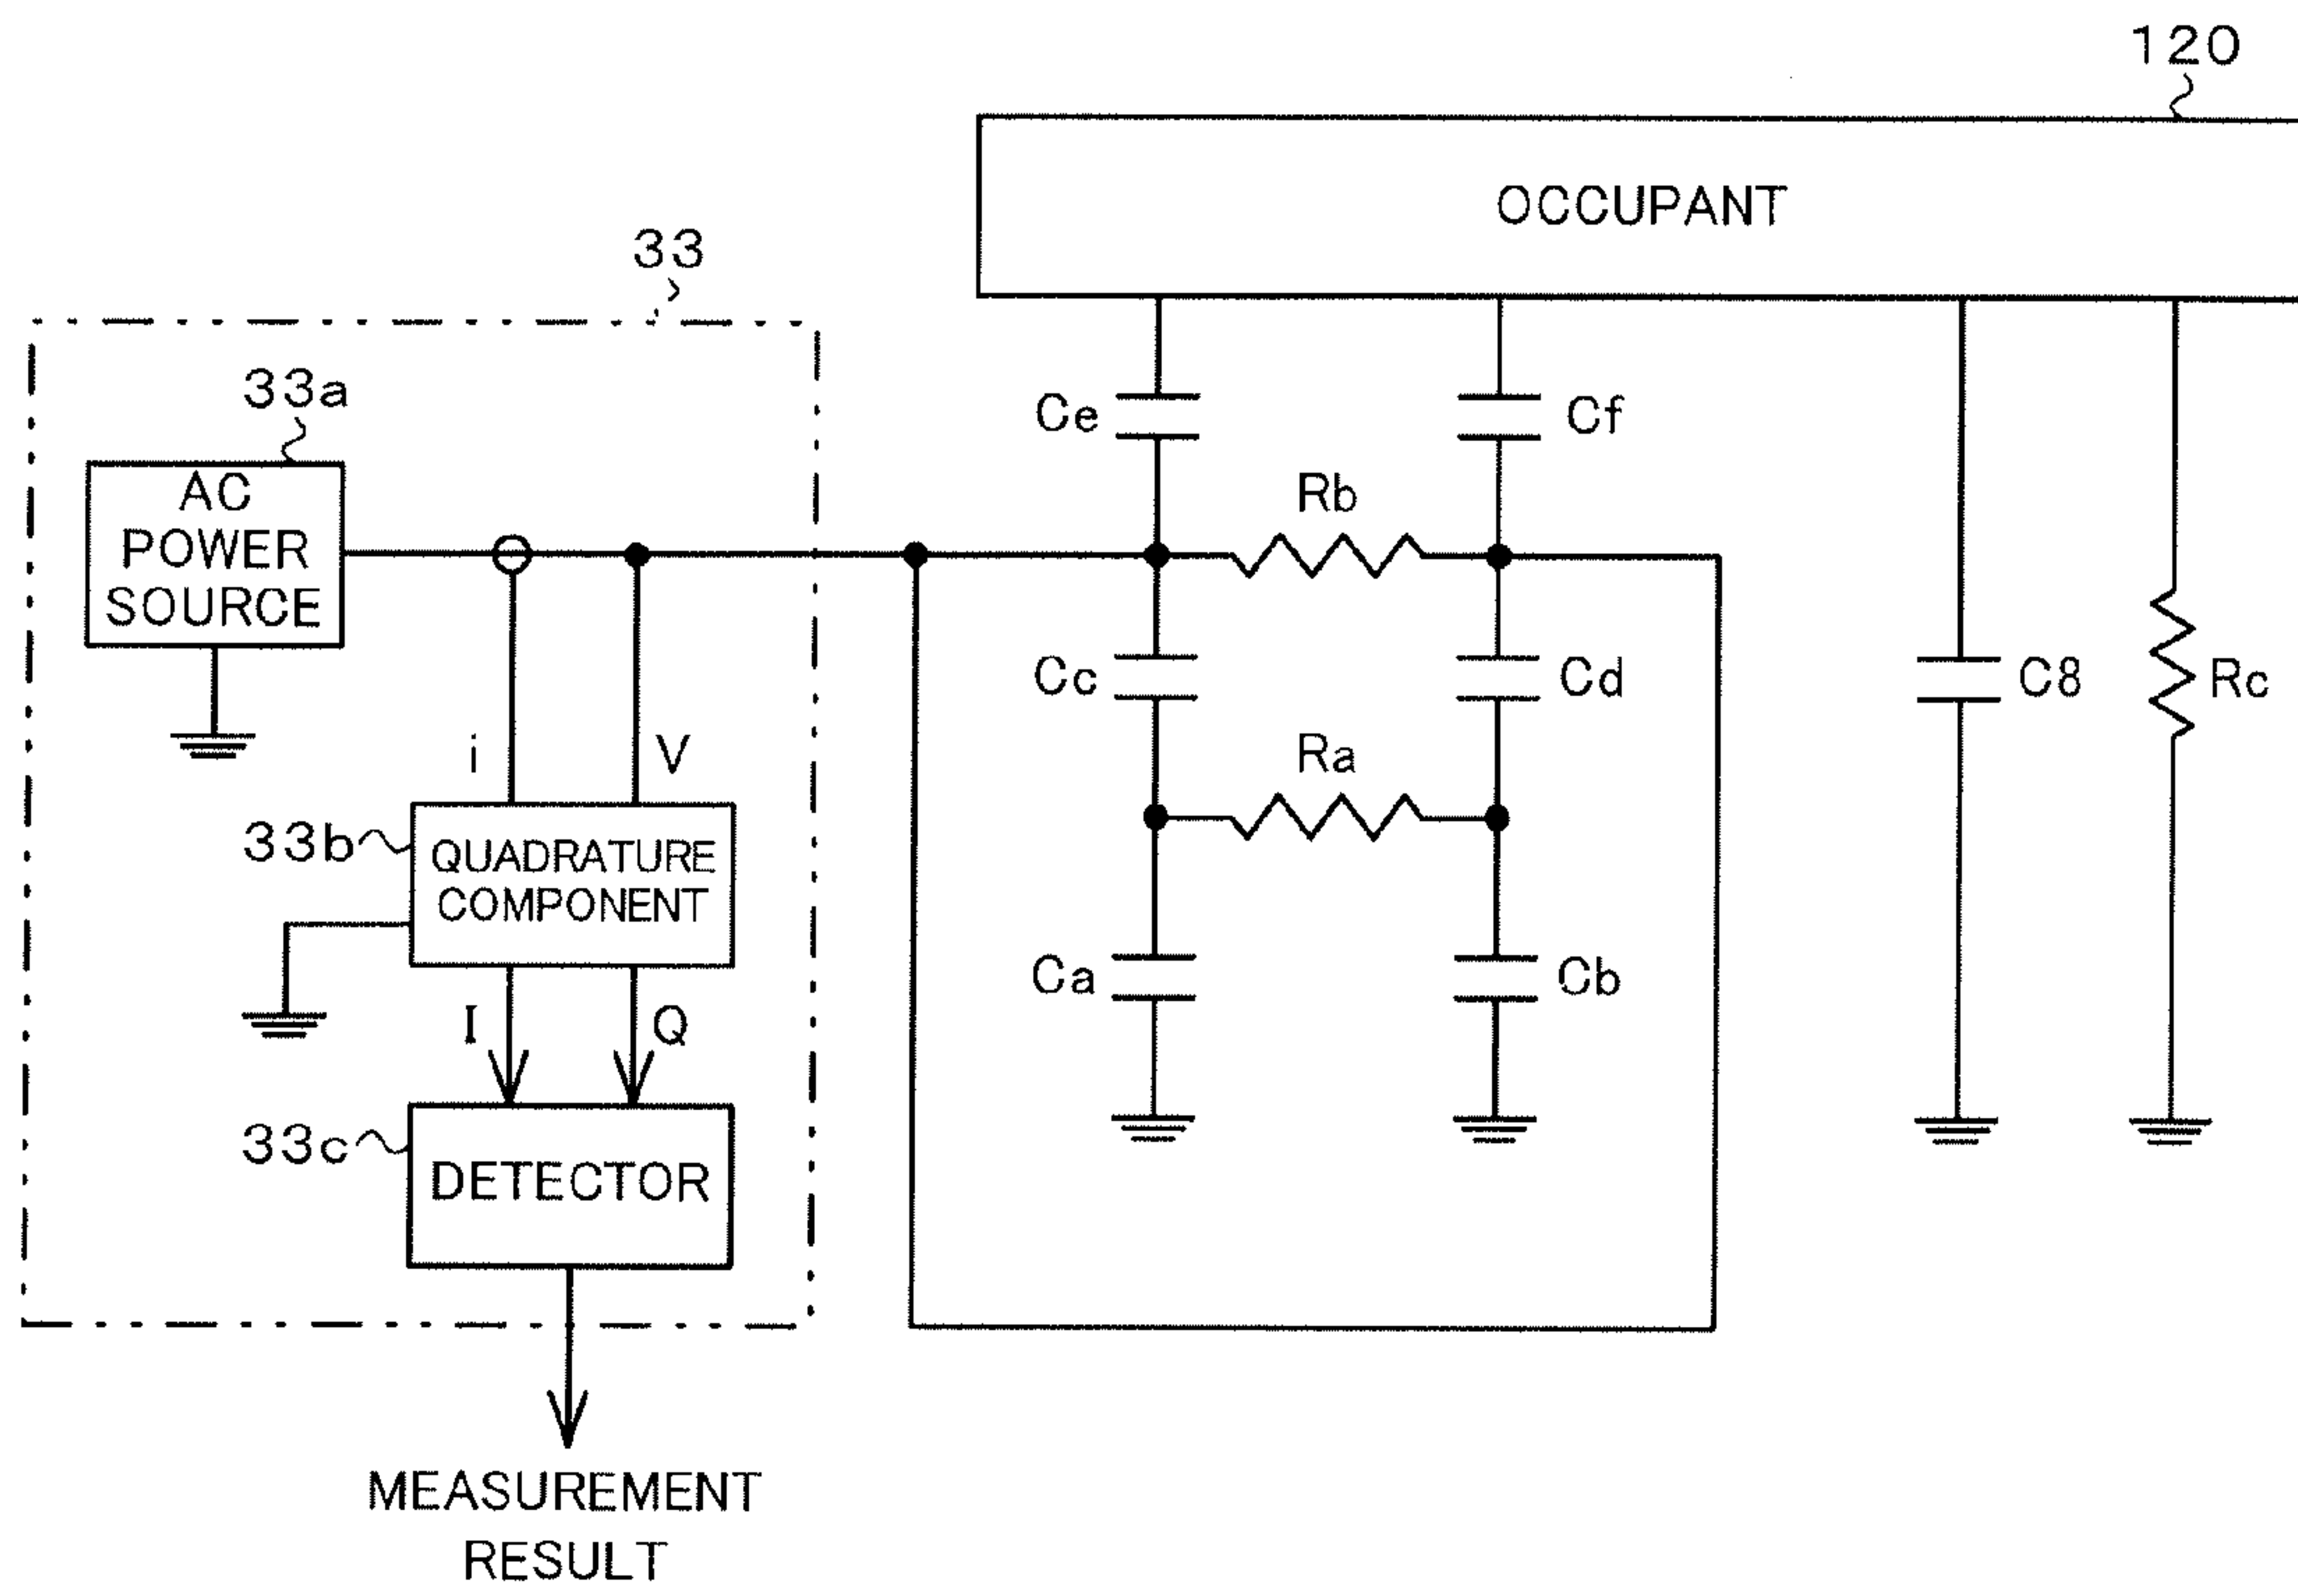 120
OCCUPANT
33
33a
AC
POWER
SOURCE
Ce
Cf
Rb
Cc
Cd
C8
Rc
i
V
Ra
33b
QUADRATURE
COMPONENT
Ca
Cb
I
Q
33c
DETECTOR
MEASUREMENT
RESULT